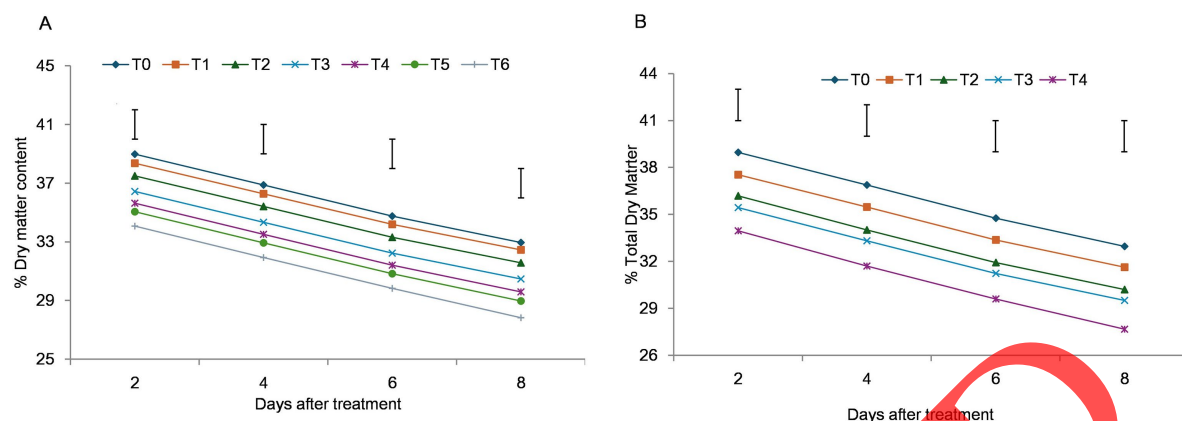 A
T0 T1 T2 T3 T4 T5 T6
45
41
37
33
29
25
% Dry matter content
2 4 6 8
Days after treatment
B
T0 T1 T2 T3 T4
44
41
38
35
32
29
26
% Total Dry Matrter
2 4 6 8
Days after treatment